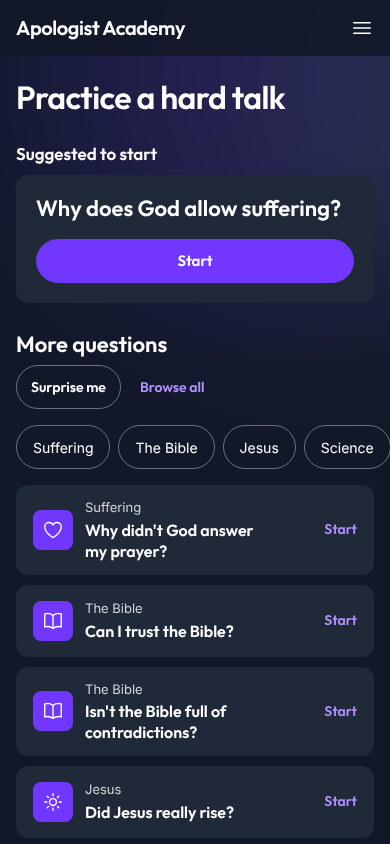 Apologist Academy
Practice a hard talk
Suggested to start
Why does God allow suffering?
Start
More questions
Surprise me
Browse all
Suffering
The Bible
Jesus
Science
Suffering
Why didn't God answer
my prayer?
Start
The Bible
Can I trust the Bible?
Start
The Bible
Isn't the Bible full of
contradictions?
Start
Jesus
Did Jesus really rise?
Start